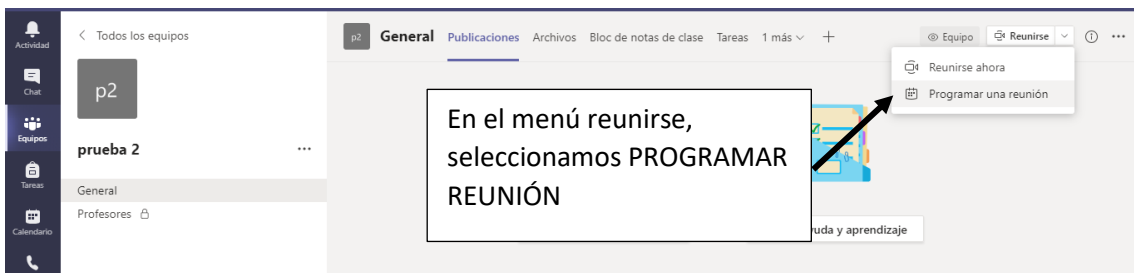 Actividad
Chat
Equipos
Tareas
Calendario
< Todos los equipos
p2
prueba 2 ...
General
Profesores
p2 General Publicaciones Archivos Bloc de notas de clase Tareas 1 más +
Equipo Reunirse ...
Reunirse ahora
Programar una reunión
En el menú reunirse,
seleccionamos PROGRAMAR
REUNIÓN
y aprendizaje